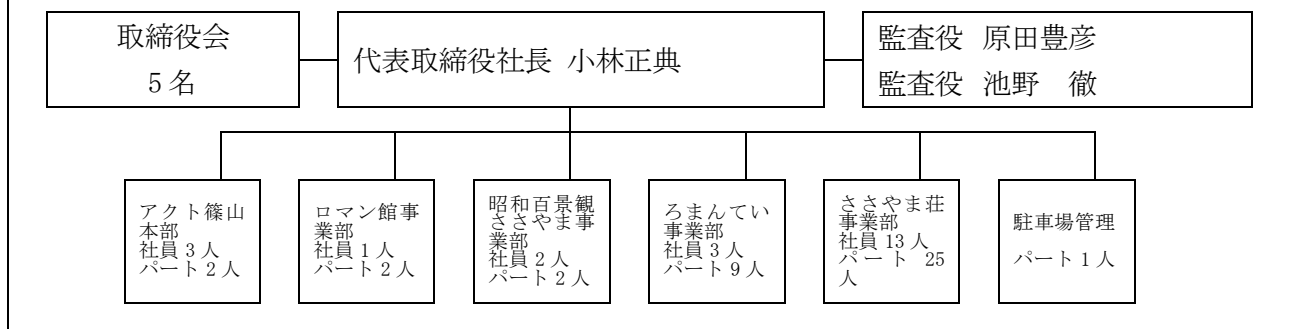 取締役会
5名
代表取締役社長 小林正典
監査役 原田豊彦
監査役 池野　徹
アクト篠山
本部
社員3人
パート2人
ロマン館事
業部
社員1人
パート2人
昭和百景観
ささやま事
業部
社員2人
パート2人
ろまんてい
事業部
社員3人
パート9人
ささやま荘
事業部
社員13人
パート 25
人
駐車場管理
パート1人